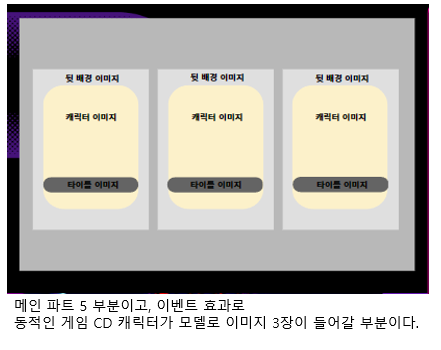 뒷 배경 이미지 뒷 배경 이미지 뒷 배경 이미지
캐릭터 이미지 캐릭터 이미지 캐릭터 이미지
타이틀 이미지 타이틀 이미지 타이틀 이미지
메인 파트 5 부분이고, 이벤트 효과로
동적인 게임 CD 캐릭터가 모델로 이미지 3장이 들어갈 부분이다.